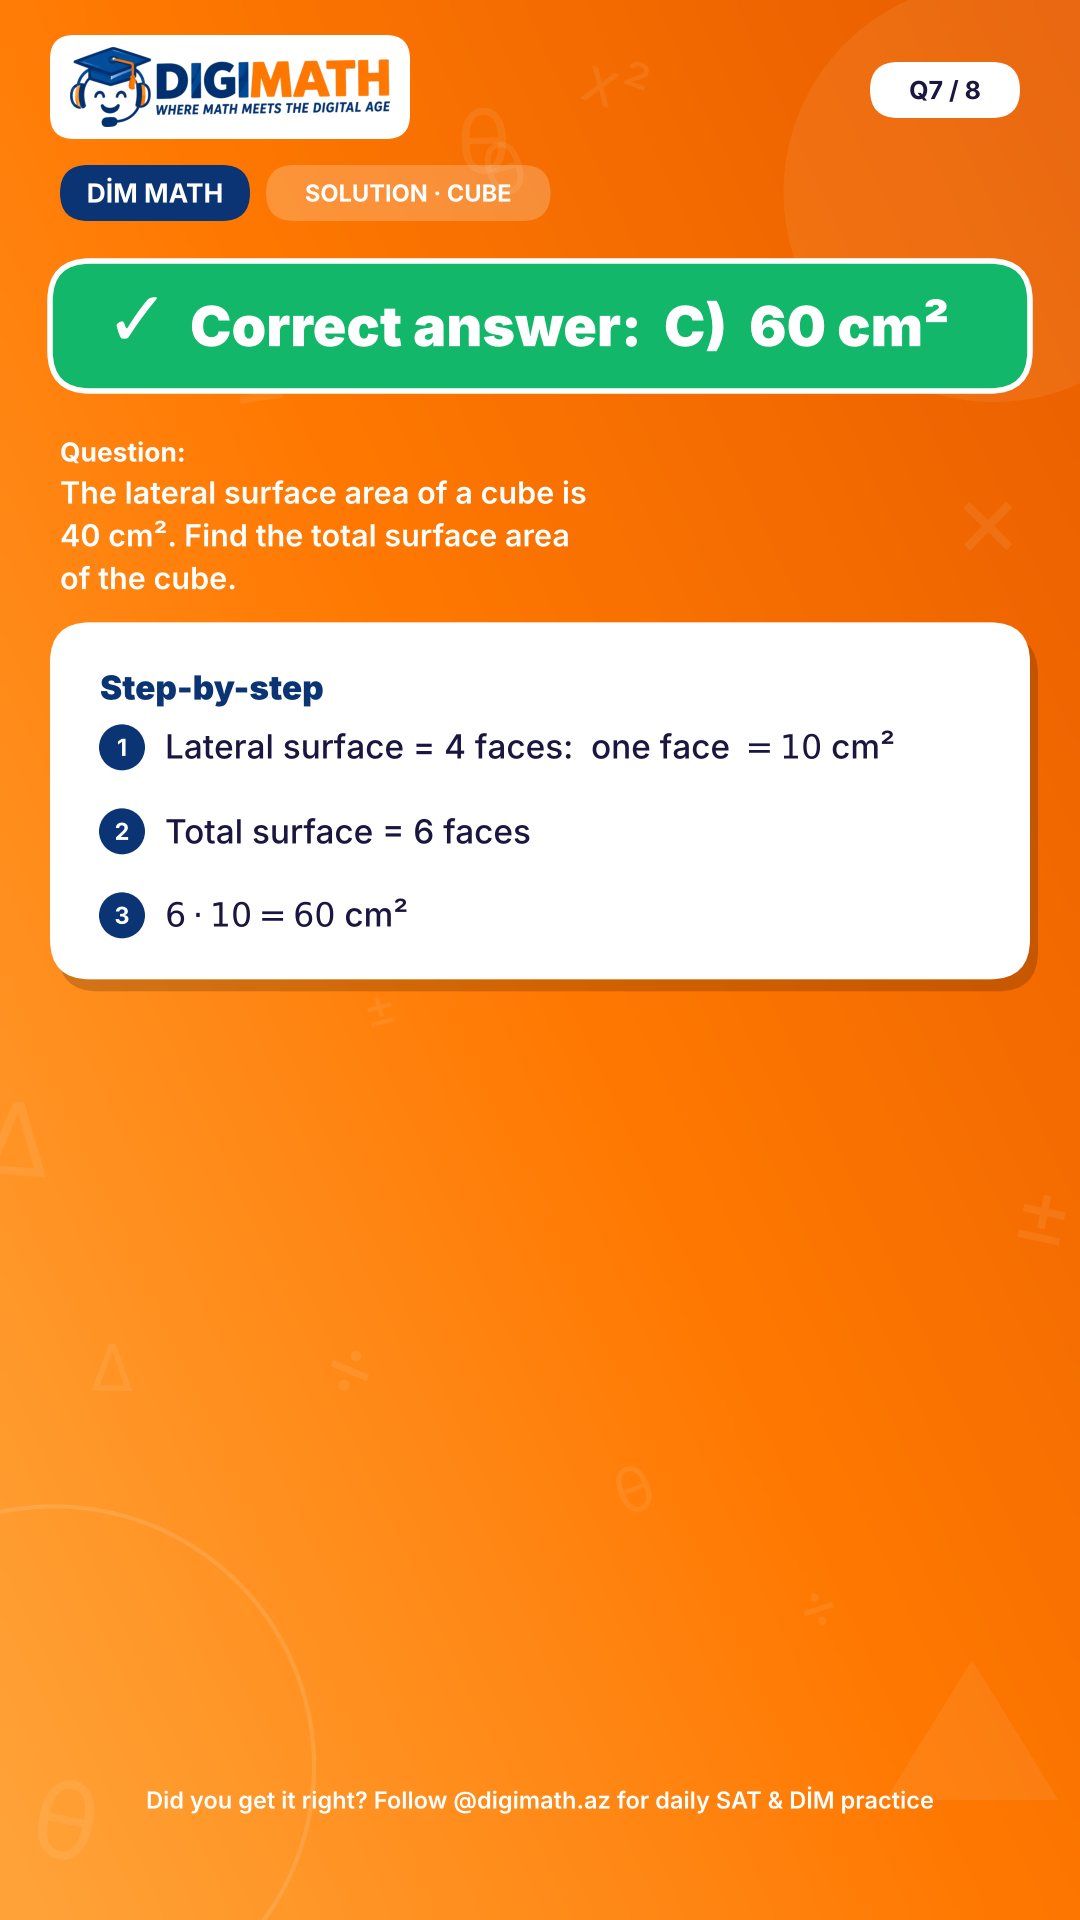 DIGIMATH
WHERE MATH MEETS THE DIGITAL AGE
Q7 / 8
DİM MATH
SOLUTION · CUBE
✓ Correct answer: C) 60 cm²
Question:
The lateral surface area of a cube is
40 cm². Find the total surface area
of the cube.
Step-by-step
1 Lateral surface = 4 faces: one face = 10 cm²
2 Total surface = 6 faces
3 6 · 10 = 60 cm²
Did you get it right? Follow @digimath.az for daily SAT & DİM practice